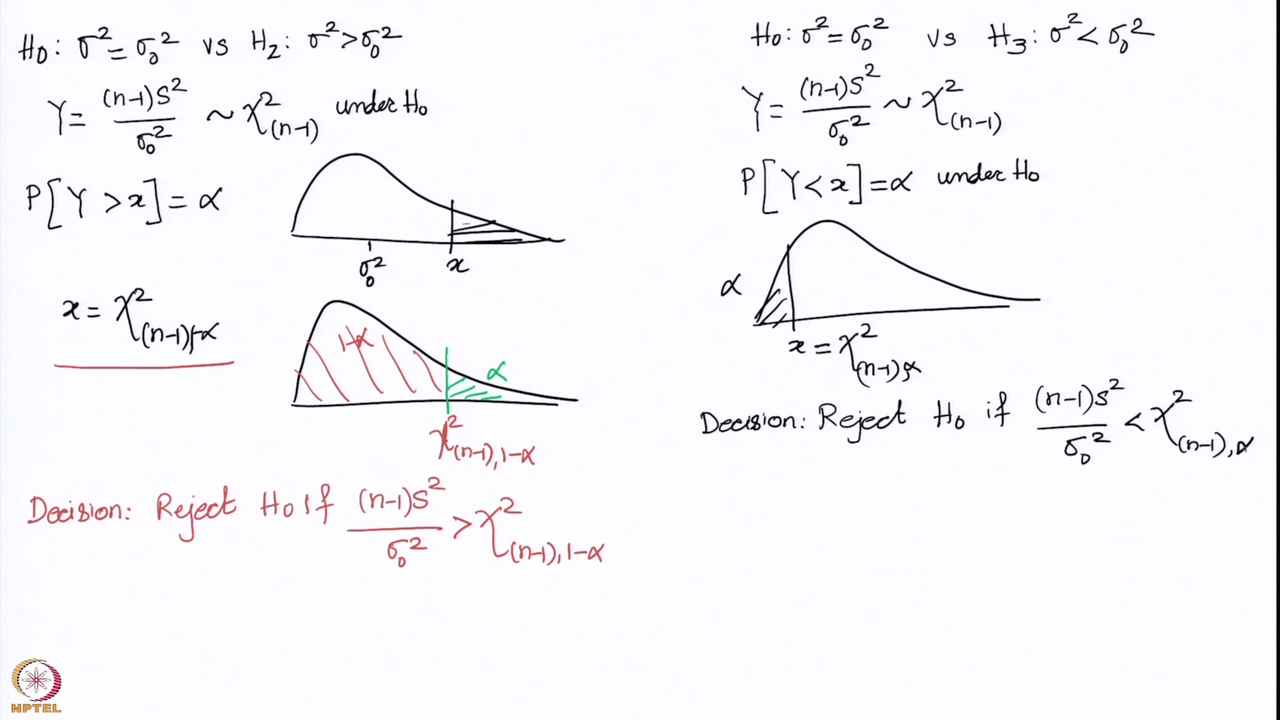 H₀: σ² = σ₀² vs H₂: σ² > σ₀²
Y = (n-1)S² / σ₀² ~ χ²(n-1) under H₀
P[Y > x] = α
σ₀² x
x = χ²(n-1),1-α
1-α α
χ²(n-1),1-α
Decision: Reject H₀ if (n-1)S² / σ₀² > χ²(n-1),1-α
H₀: σ² = σ₀² vs H₃: σ² < σ₀²
Y = (n-1)S² / σ₀² ~ χ²(n-1)
P[Y < x] = α under H₀
α
x = χ²(n-1),α
Decision: Reject H₀ if (n-1)S² / σ₀² < χ²(n-1),α
NPTEL